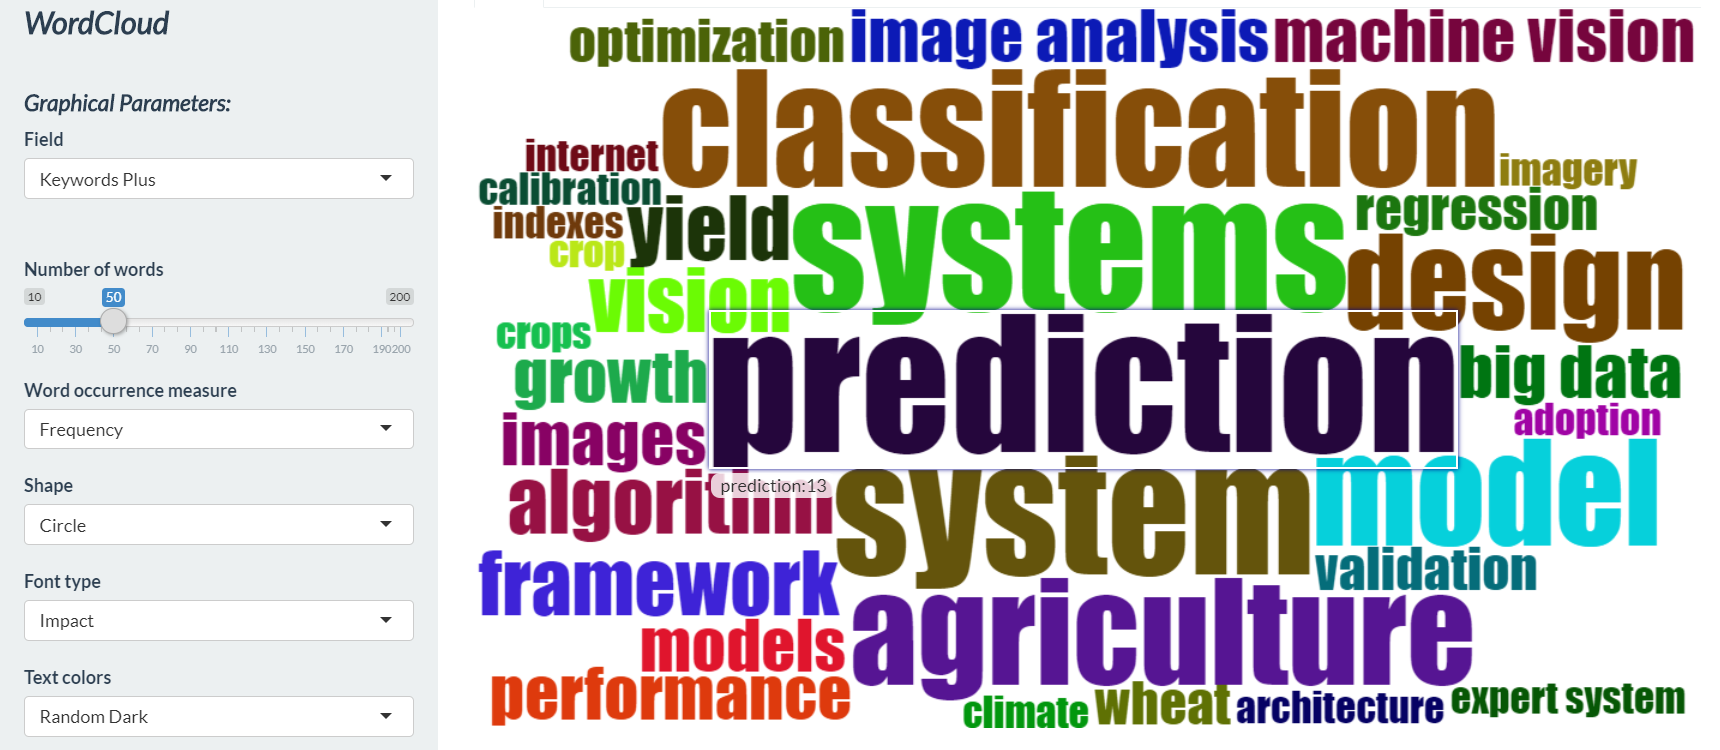 WordCloud
Graphical Parameters:
Field
Keywords Plus
Number of words
10 50 200
10 30 50 70 90 110 130 150 170 190 200
Word occurrence measure
Frequency
Shape
Circle
Font type
Impact
Text colors
Random Dark
optimization image analysis machine vision
classification
internet
imagery
calibration
indexes yield systems regression
crop
design
vision
crops
prediction
growth
big data
images
adoption
prediction:13
algorithm system model
framework
validation
agriculture
models
performance
climate wheat architecture expert system